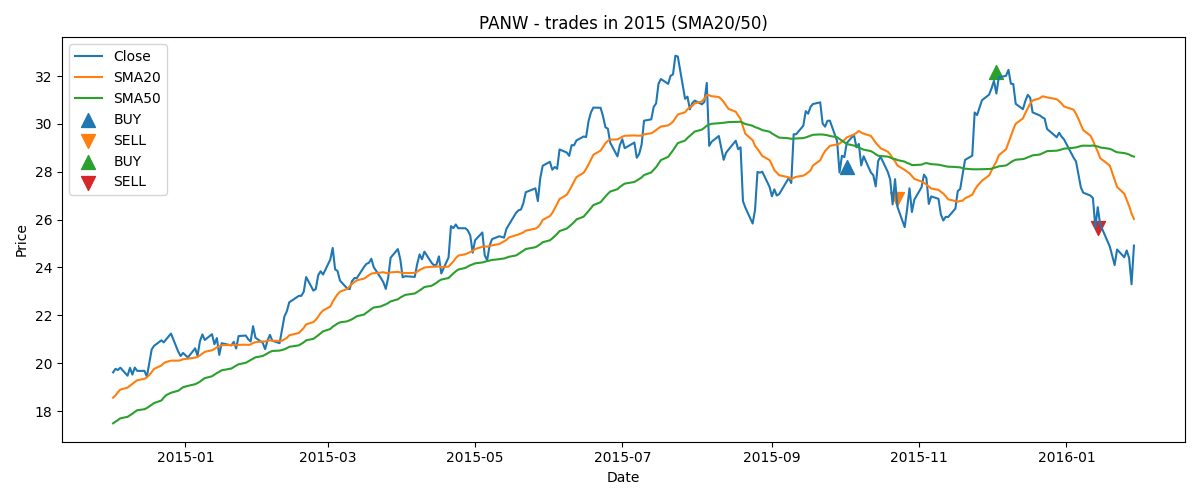 PANW - trades in 2015 (SMA20/50)
Close
SMA20
SMA50
BUY
SELL
BUY
SELL
Price
32
30
28
26
24
22
20
18
2015-01
2015-03
2015-05
2015-07
2015-09
2015-11
2016-01
Date